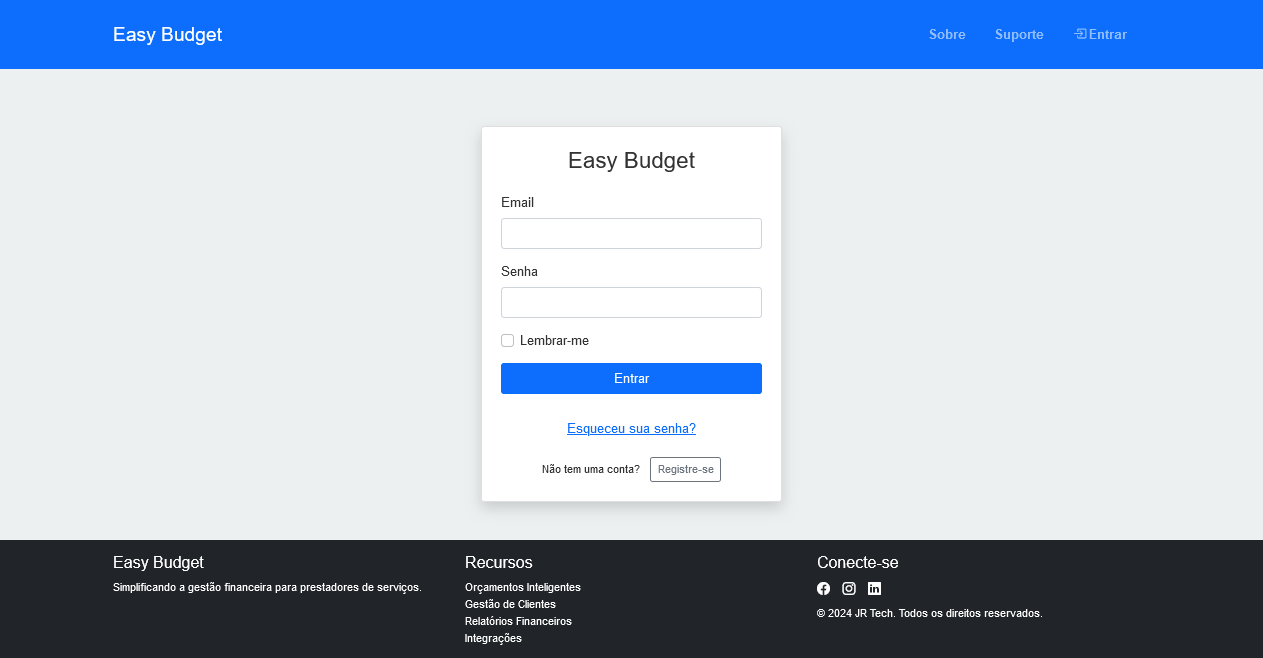 Easy Budget
Sobre
Suporte
Entrar
Easy Budget
Email
Senha
Lembrar-me
Entrar
Esqueceu sua senha?
Não tem uma conta? Registre-se
Easy Budget
Simplificando a gestão financeira para prestadores de serviços.
Recursos
Orçamentos Inteligentes
Gestão de Clientes
Relatórios Financeiros
Integrações
Conecte-se
© 2024 JR Tech. Todos os direitos reservados.